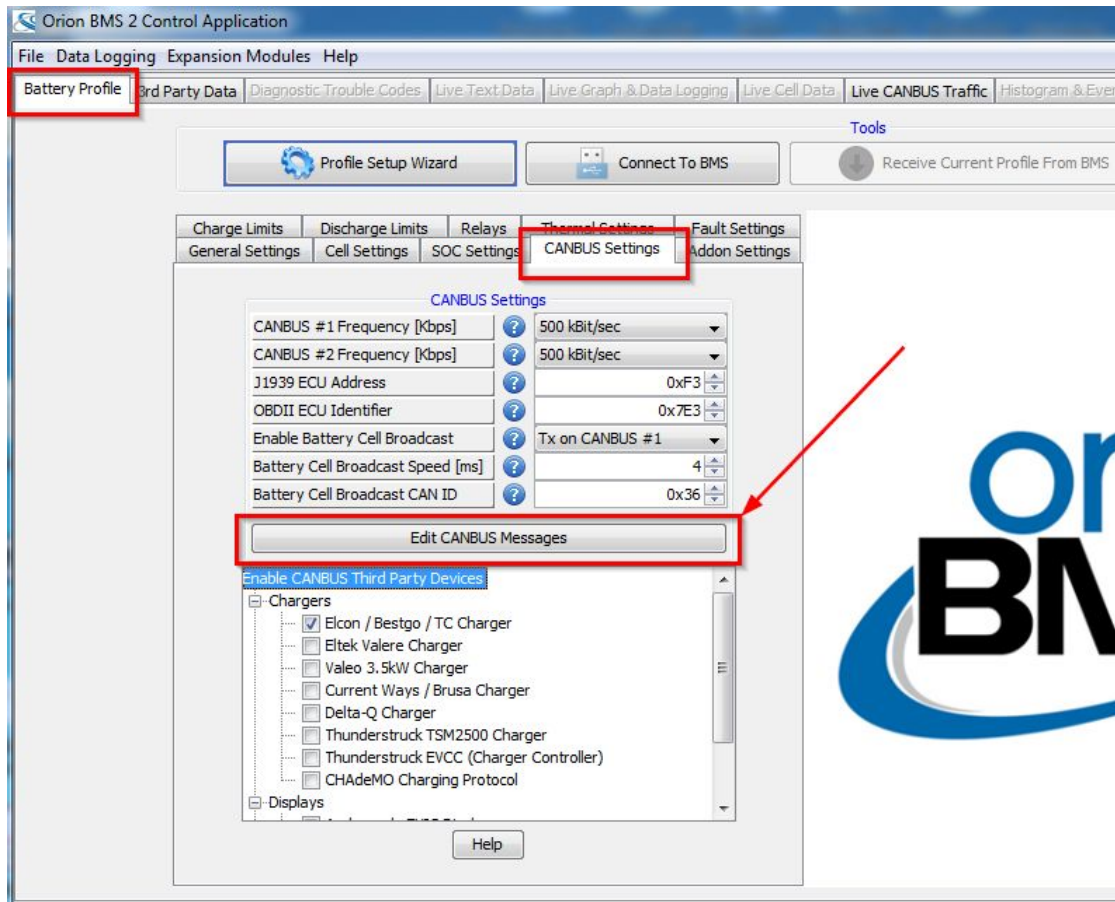 Orion BMS 2 Control Application
File Data Logging Expansion Modules Help
Battery Profile 3rd Party Data Diagnostic Trouble Codes Live Text Data Live Graph & Data Logging Live Cell Data Live CANBUS Traffic Histogram & Ever
Tools
Profile Setup Wizard Connect To BMS Receive Current Profile From BMS
Charge Limits Discharge Limits Relays Thermal Settings Fault Settings
General Settings Cell Settings SOC Settings CANBUS Settings Addon Settings
CANBUS Settings
CANBUS #1 Frequency [Kbps] ? 500 kBit/sec
CANBUS #2 Frequency [Kbps] ? 500 kBit/sec
J1939 ECU Address ? 0xF3
OBDII ECU Identifier ? 0x7E3
Enable Battery Cell Broadcast ? Tx on CANBUS #1
Battery Cell Broadcast Speed [ms] ? 4
Battery Cell Broadcast CAN ID ? 0x36
Edit CANBUS Messages
Enable CANBUS Third Party Devices
Chargers
Elcon / Bestgo / TC Charger
Eltek Valere Charger
Valeo 3.5kW Charger
Current Ways / Brusa Charger
Delta-Q Charger
Thunderstruck TSM2500 Charger
Thunderstruck EVCC (Charger Controller)
CHAdeMO Charging Protocol
Displays
Help
or
BM